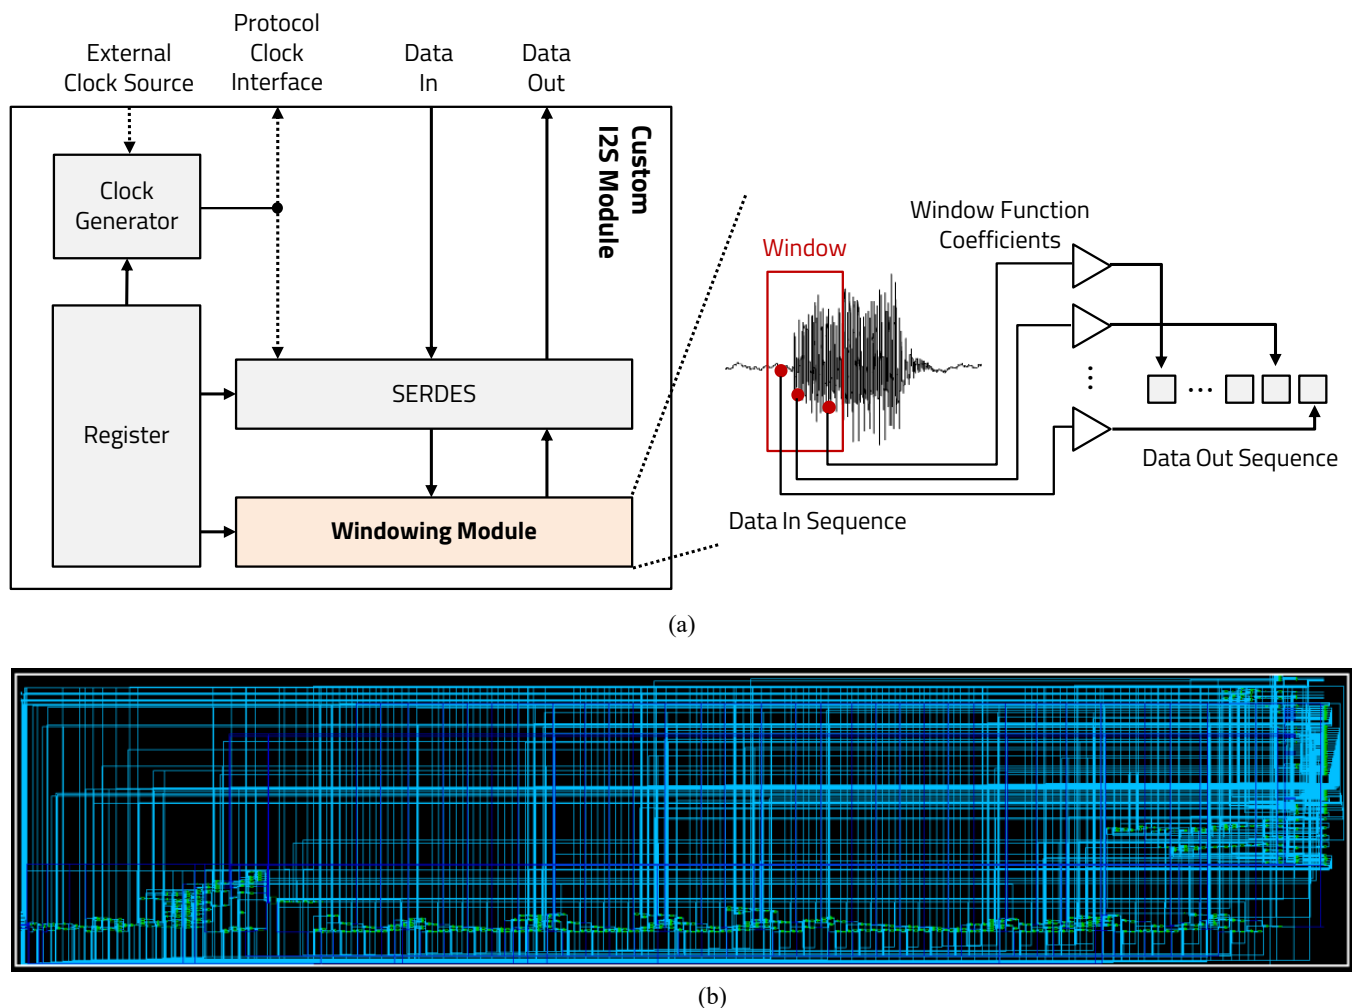 External
Clock Source
Protocol
Clock
Interface
Data
In
Data
Out
Custom
I2S Module
Clock
Generator
Register
SERDES
Windowing Module
Window
Window Function
Coefficients
Data In Sequence
Data Out Sequence
(a)
(b)